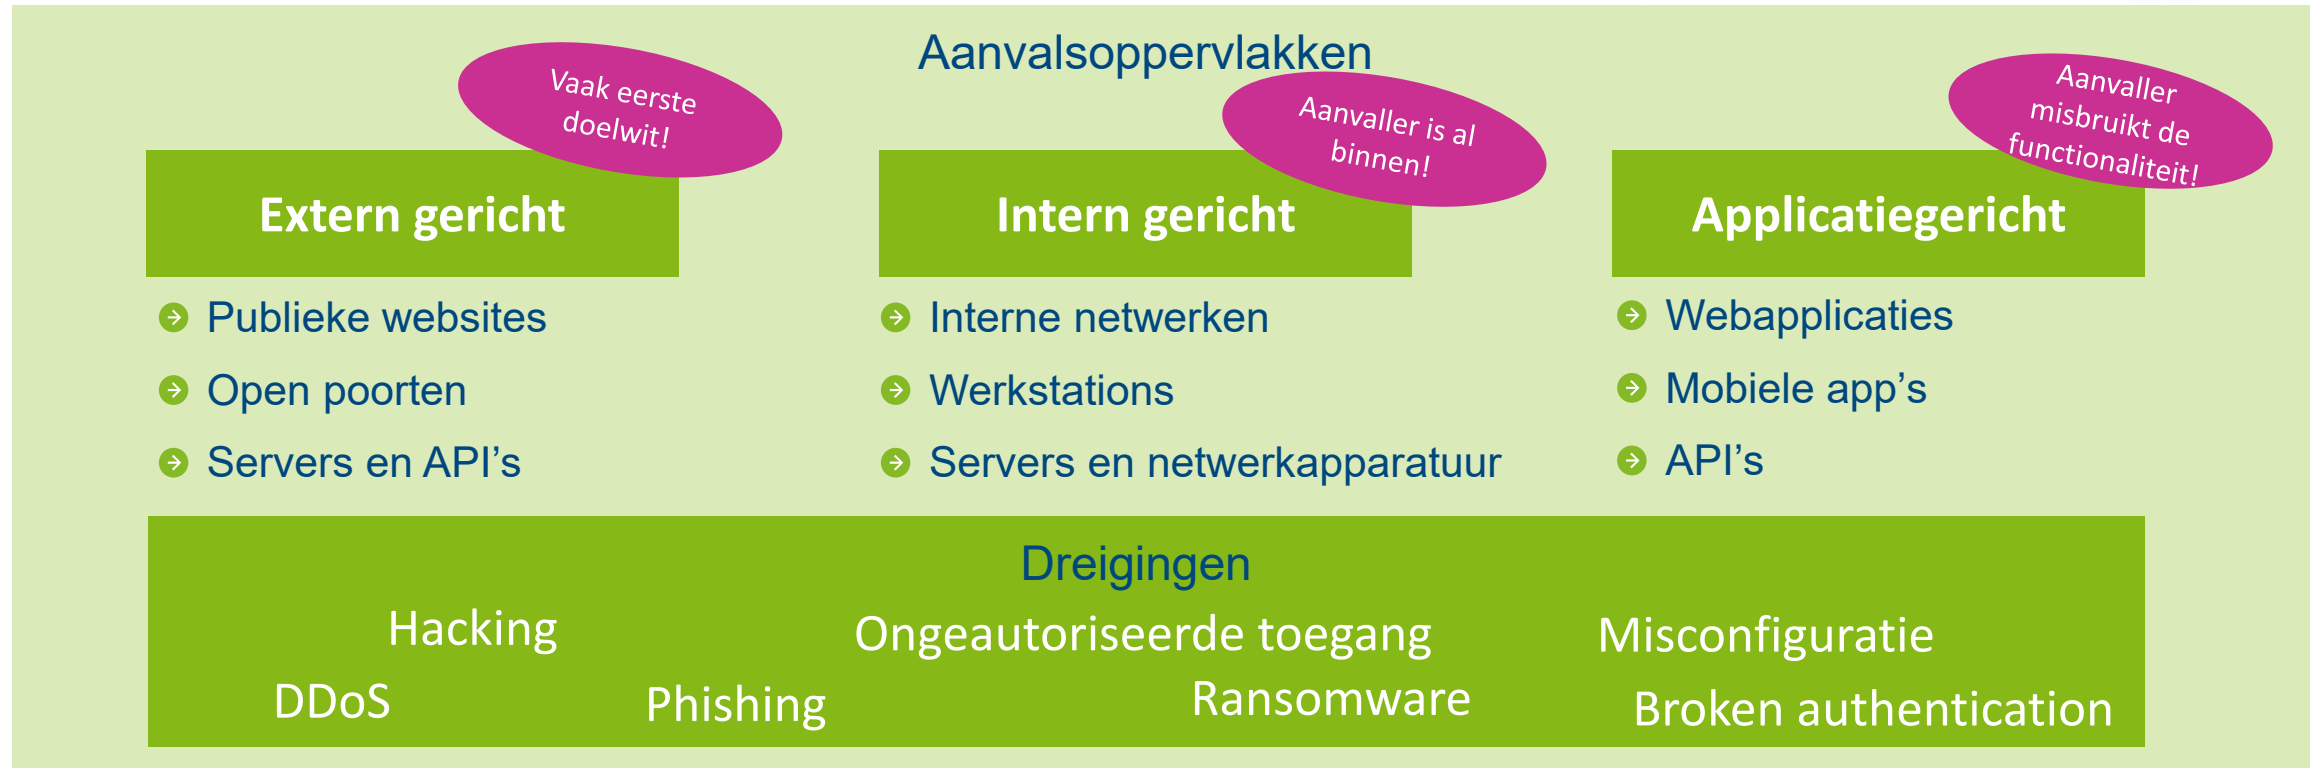 Aanvalsoppervlakken
Vaak eerste
doelwit!
Extern gericht
Publieke websites
Open poorten
Servers en API’s
Aanvaller is al
binnen!
Intern gericht
Interne netwerken
Werkstations
Servers en netwerkapparatuur
Aanvaller
misbruikt de
functionaliteit!
Applicatiegericht
Webapplicaties
Mobiele app’s
API’s
Dreigingen
Hacking
Ongeautoriseerde toegang
Misconfiguratie
DDoS
Phishing
Ransomware
Broken authentication